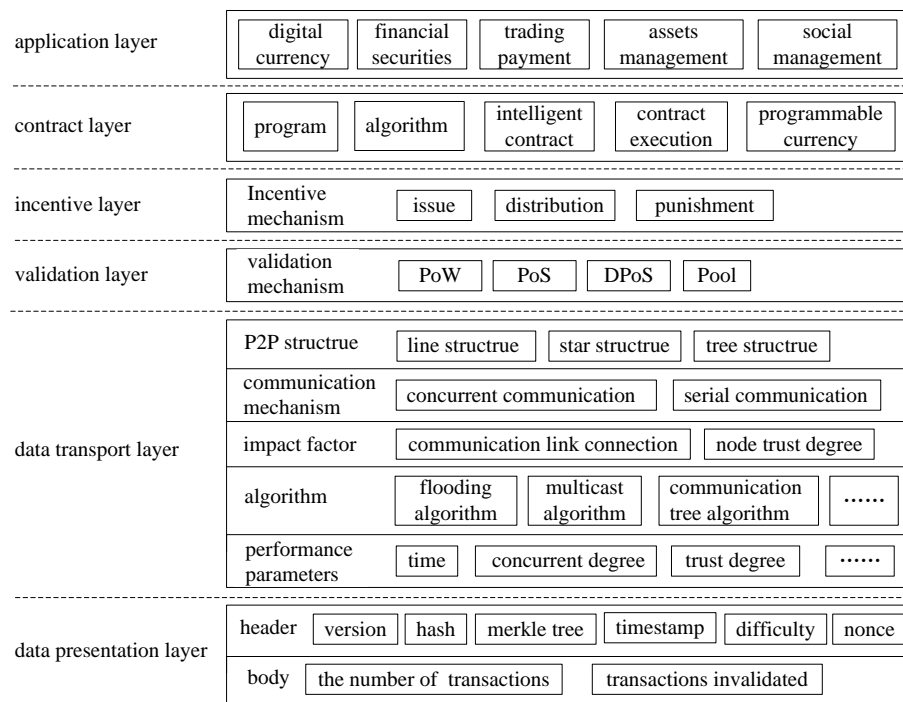 application layer
digital currency
financial securities
trading payment
assets management
social management
contract layer
program
algorithm
intelligent contract
contract execution
programmable currency
incentive layer
Incentive mechanism
issue
distribution
punishment
validation layer
validation mechanism
PoW
PoS
DPoS
Pool
data transport layer
P2P structrue
line structrue
star structrue
tree structrue
communication mechanism
concurrent communication
serial communication
impact factor
communication link connection
node trust degree
algorithm
flooding algorithm
multicast algorithm
communication tree algorithm
......
performance parameters
time
concurrent degree
trust degree
......
data presentation layer
header
version
hash
merkle tree
timestamp
difficulty
nonce
body
the number of transactions
transactions invalidated